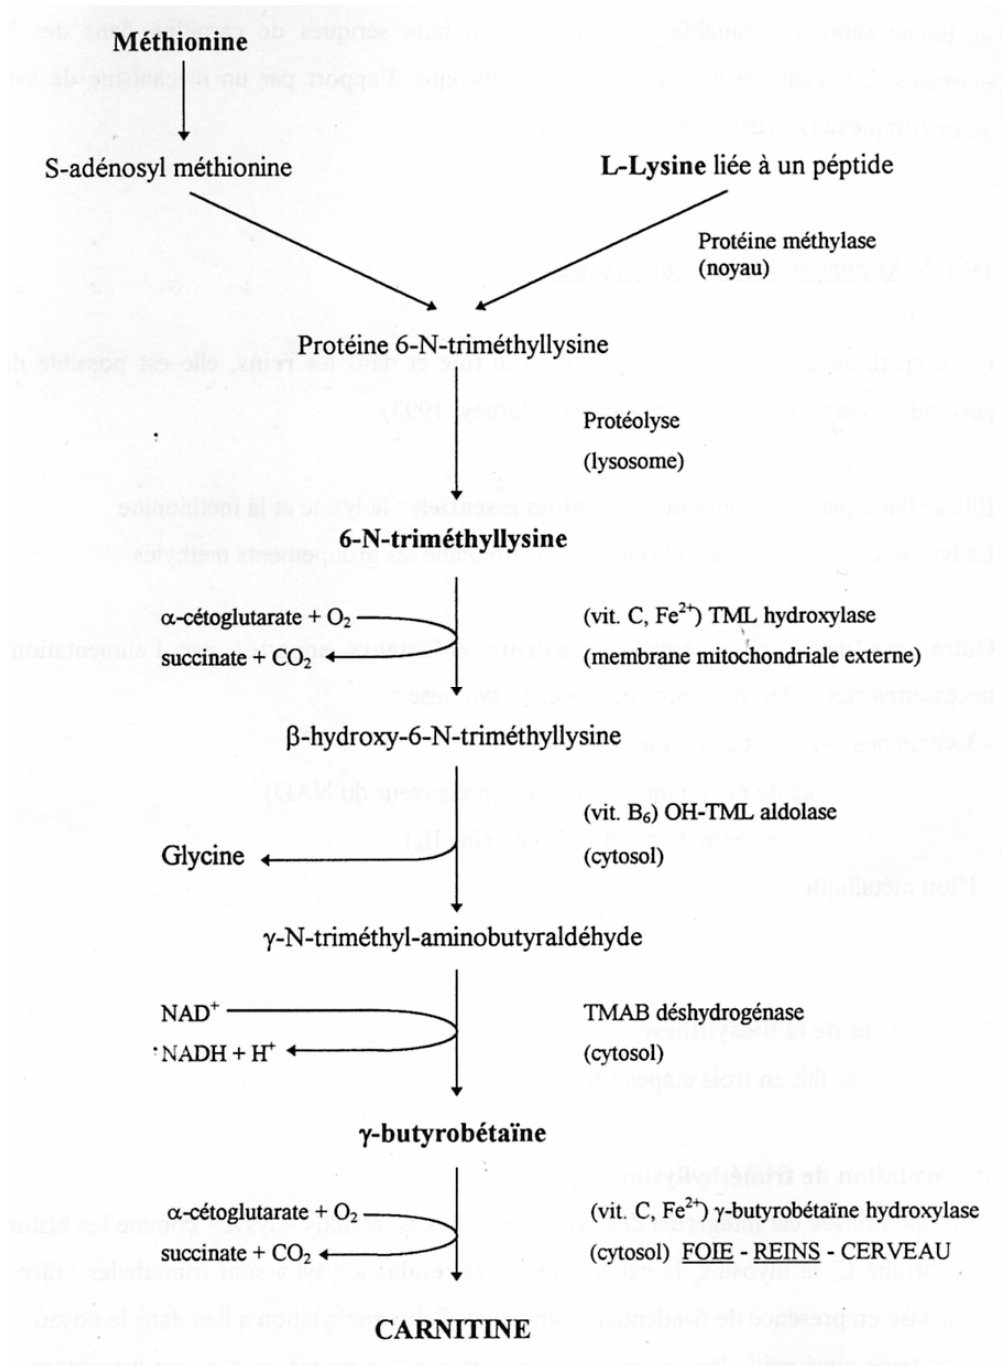 Méthionine
S-adénosyl méthionine
L-Lysine liée à un péptide
Protéine méthylase
(noyau)
Protéine 6-N-triméthyllysine
Protéolyse
(lysosome)
6-N-triméthyllysine
α-cétoglutarate + O₂
(vit. C, Fe²⁺) TML hydroxylase
succinate + CO₂
(membrane mitochondriale externe)
β-hydroxy-6-N-triméthyllysine
(vit. B₆) OH-TML aldolase
Glycine
(cytosol)
γ-N-triméthyl-aminobutyraldéhyde
NAD⁺
TMAB déshydrogénase
NADH + H⁺
(cytosol)
γ-butyrobétaïne
α-cétoglutarate + O₂
(vit. C, Fe²⁺) γ-butyrobétaïne hydroxylase
succinate + CO₂
(cytosol) FOIE - REINS - CERVEAU
CARNITINE